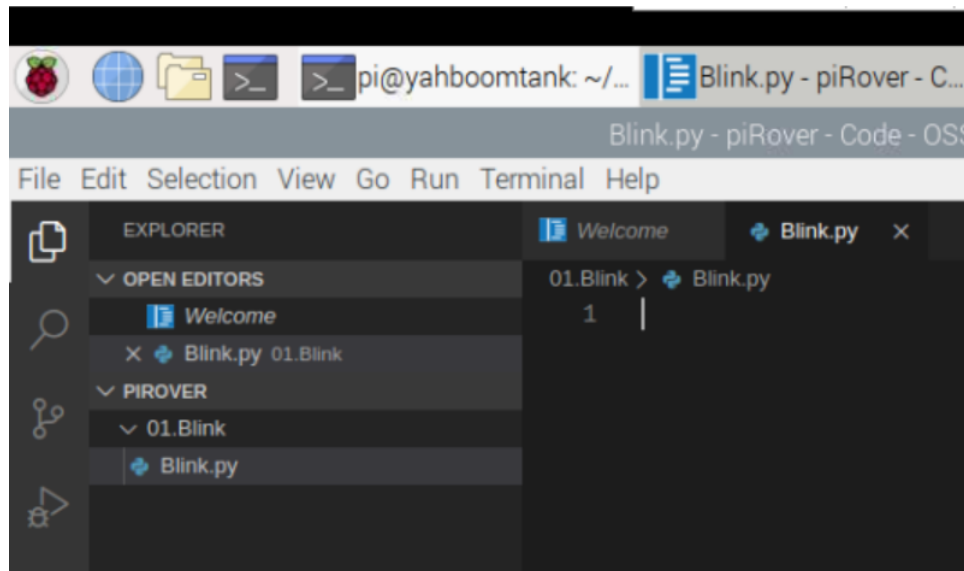 pi@yahboomtank: ~/... Blink.py - piRover - C...
Blink.py - piRover - Code - OSS
File Edit Selection View Go Run Terminal Help
EXPLORER
OPEN EDITORS
Welcome
Blink.py 01.Blink
PIROVER
01.Blink
Blink.py
Welcome Blink.py
01.Blink > Blink.py
1